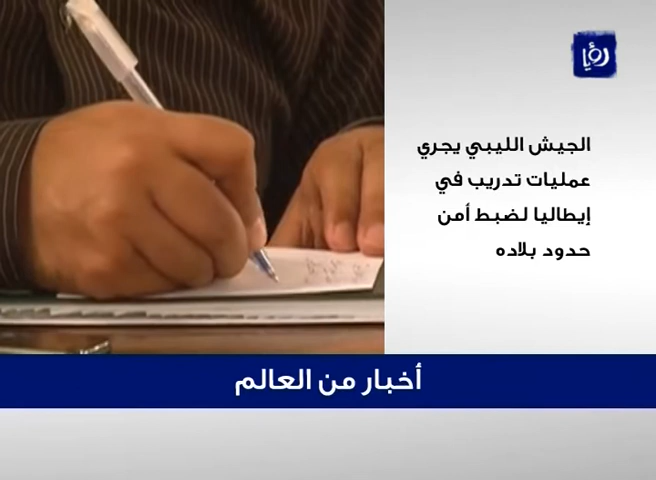 رؤيا
الجيش الليبي يجري
عمليات تدريب في
إيطاليا لضبط أمن
حدود بلاده
أخبار من العالم